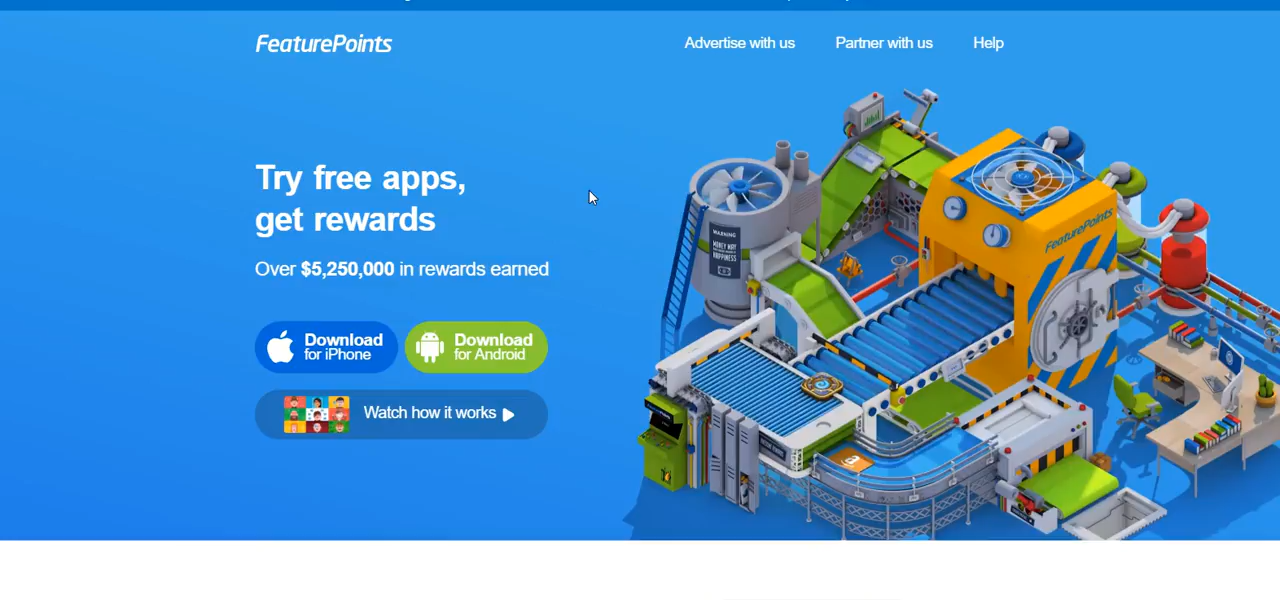 FeaturePoints
Advertise with us
Partner with us
Help
Try free apps,
get rewards
Over $5,250,000 in rewards earned
Download
for iPhone
Download
for Android
Watch how it works
WARNING
MONEY MAY
HAPPINESS
FeaturePoints